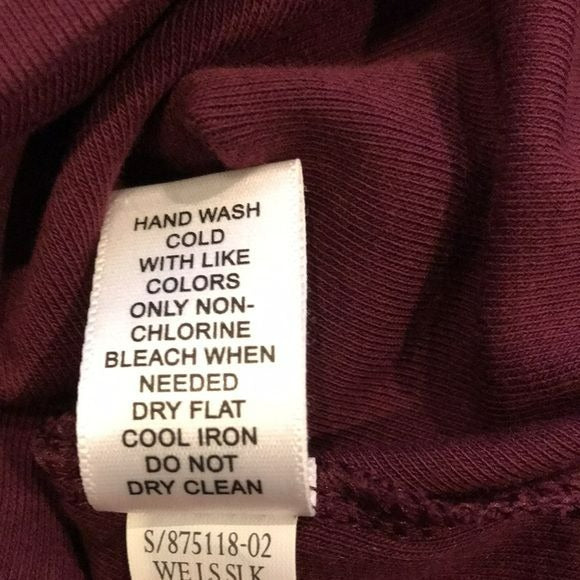 HAND WASH
COLD
WITH LIKE
COLORS
ONLY NON-
CHLORINE
BLEACH WHEN
NEEDED
DRY FLAT
COOL IRON
DO NOT
DRY CLEAN
S/875118-02